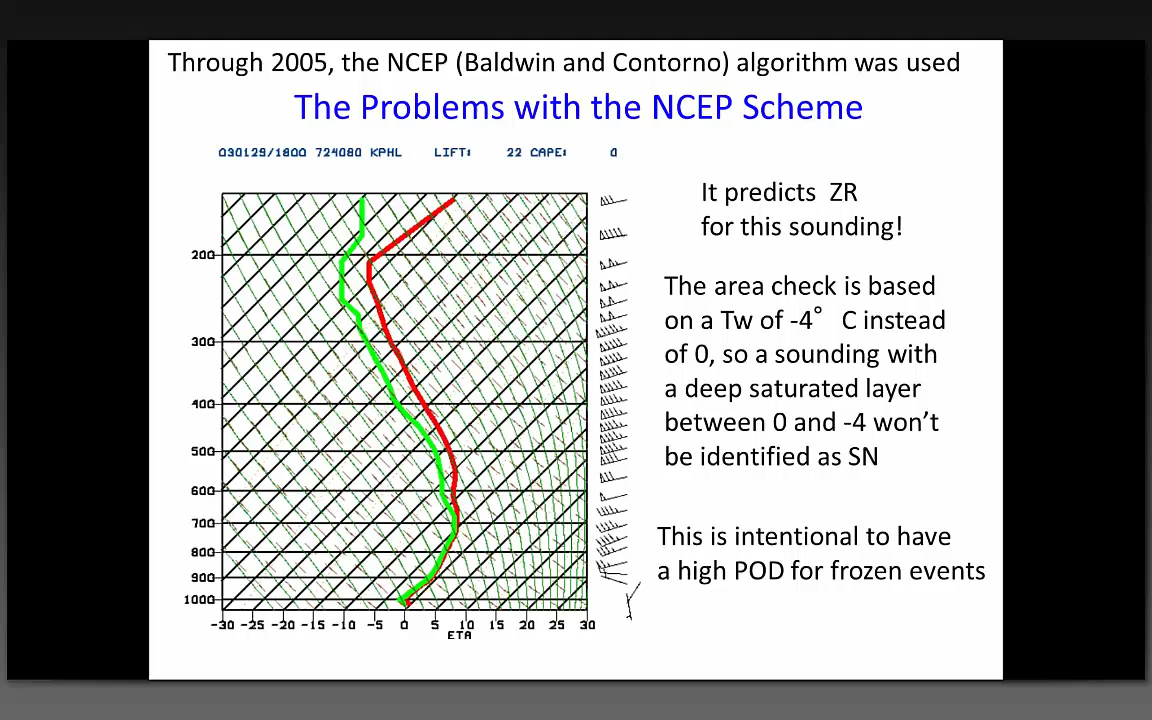 Through 2005, the NCEP (Baldwin and Contorno) algorithm was used
The Problems with the NCEP Scheme
030129/1800 724080 KPHL LIFT: 22 CAPE: 0
It predicts ZR
for this sounding!
The area check is based
on a Tw of -4° C instead
of 0, so a sounding with
a deep saturated layer
between 0 and -4 won't
be identified as SN
This is intentional to have
a high POD for frozen events
200
300
400
500
600
700
800
900
1000
-30 -25 -20 -15 -10 -5 0 5 10 15 20 25 30
ETA